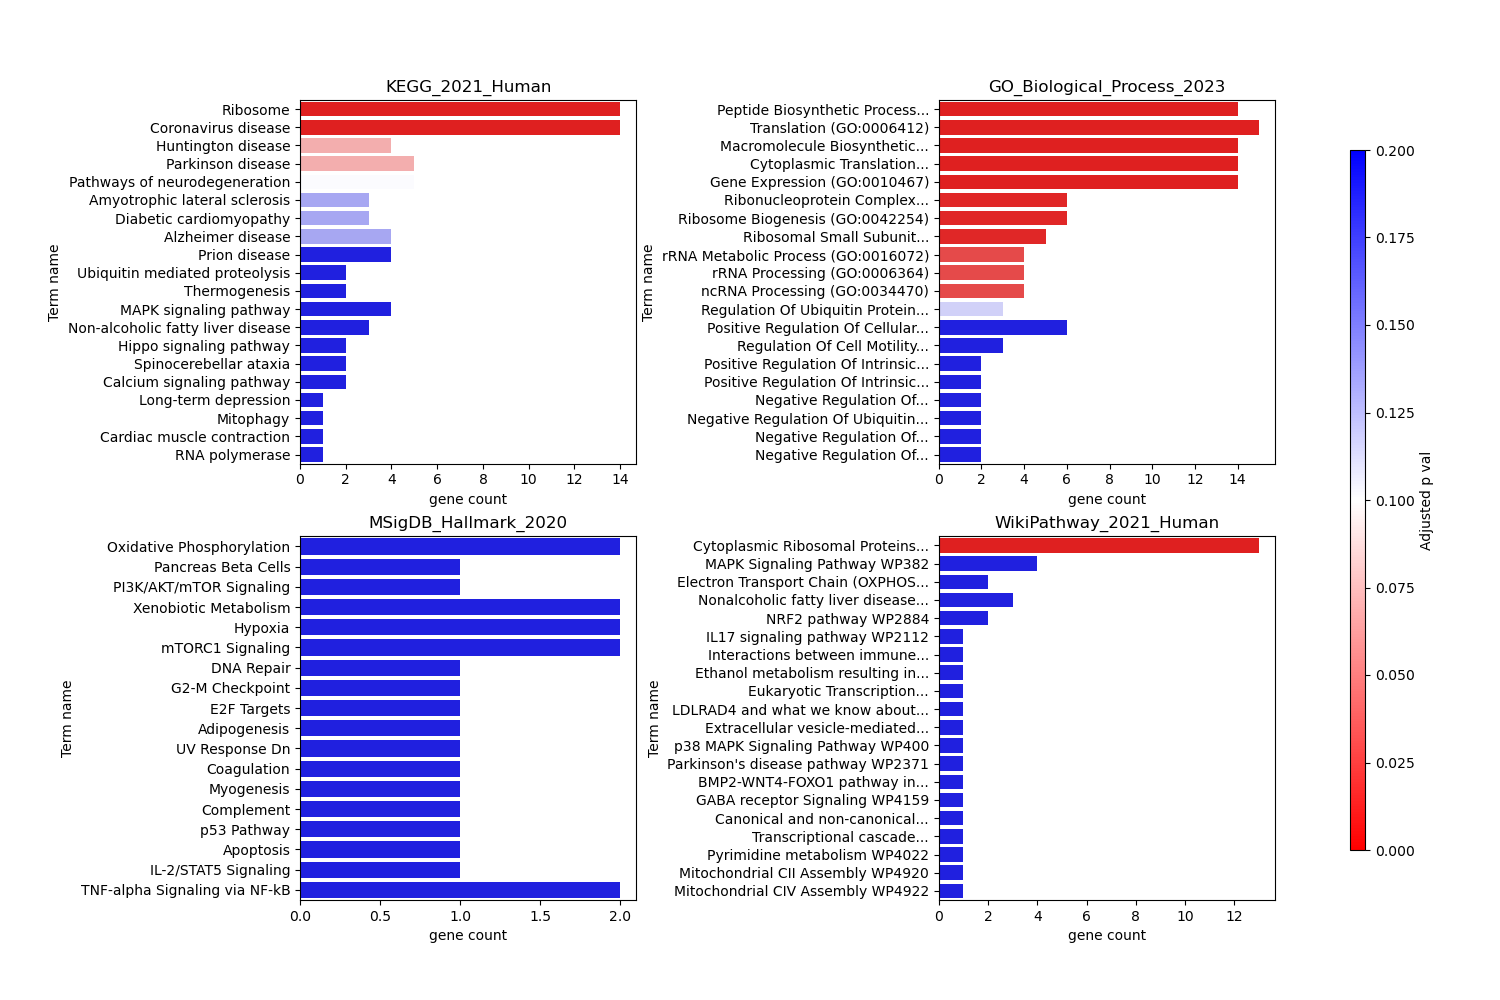 KEGG_2021_Human
Term name
Ribosome
Coronavirus disease
Huntington disease
Parkinson disease
Pathways of neurodegeneration
Amyotrophic lateral sclerosis
Diabetic cardiomyopathy
Alzheimer disease
Prion disease
Ubiquitin mediated proteolysis
Thermogenesis
MAPK signaling pathway
Non-alcoholic fatty liver disease
Hippo signaling pathway
Spinocerebellar ataxia
Calcium signaling pathway
Long-term depression
Mitophagy
Cardiac muscle contraction
RNA polymerase
0 2 4 6 8 10 12 14
gene count
GO_Biological_Process_2023
Term name
Peptide Biosynthetic Process...
Translation (GO:0006412)
Macromolecule Biosynthetic...
Cytoplasmic Translation...
Gene Expression (GO:0010467)
Ribonucleoprotein Complex...
Ribosome Biogenesis (GO:0042254)
Ribosomal Small Subunit...
rRNA Metabolic Process (GO:0016072)
rRNA Processing (GO:0006364)
ncRNA Processing (GO:0034470)
Regulation Of Ubiquitin Protein...
Positive Regulation Of Cellular...
Regulation Of Cell Motility...
Positive Regulation Of Intrinsic...
Positive Regulation Of Intrinsic...
Negative Regulation Of...
Negative Regulation Of Ubiquitin...
Negative Regulation Of...
Negative Regulation Of...
0 2 4 6 8 10 12 14
gene count
MSigDB_Hallmark_2020
Term name
Oxidative Phosphorylation
Pancreas Beta Cells
PI3K/AKT/mTOR Signaling
Xenobiotic Metabolism
Hypoxia
mTORC1 Signaling
DNA Repair
G2-M Checkpoint
E2F Targets
Adipogenesis
UV Response Dn
Coagulation
Myogenesis
Complement
p53 Pathway
Apoptosis
IL-2/STAT5 Signaling
TNF-alpha Signaling via NF-kB
0.0 0.5 1.0 1.5 2.0
gene count
WikiPathway_2021_Human
Term name
Cytoplasmic Ribosomal Proteins...
MAPK Signaling Pathway WP382
Electron Transport Chain (OXPHOS...
Nonalcoholic fatty liver disease...
NRF2 pathway WP2884
IL17 signaling pathway WP2112
Interactions between immune...
Ethanol metabolism resulting in...
Eukaryotic Transcription...
LDLRAD4 and what we know about...
Extracellular vesicle-mediated...
p38 MAPK Signaling Pathway WP400
Parkinson's disease pathway WP2371
BMP2-WNT4-FOXO1 pathway in...
GABA receptor Signaling WP4159
Canonical and non-canonical...
Transcriptional cascade...
Pyrimidine metabolism WP4022
Mitochondrial CII Assembly WP4920
Mitochondrial CIV Assembly WP4922
0 2 4 6 8 10 12
gene count
0.200
0.175
0.150
0.125
0.100
0.075
0.050
0.025
0.000
Adjusted p val